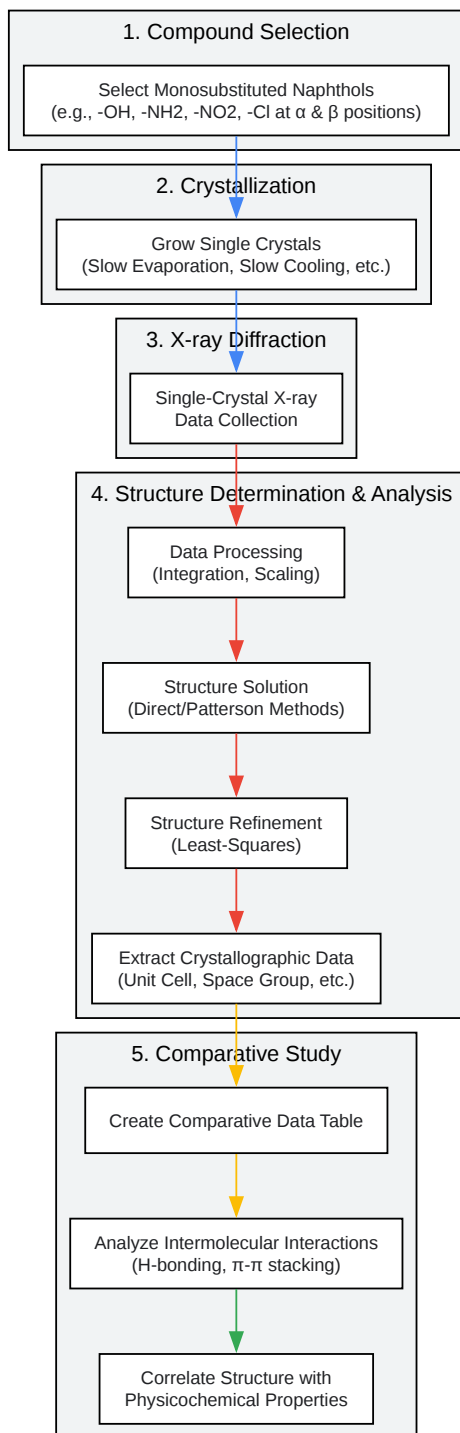 1. Compound Selection
Select Monosubstituted Naphthols
(e.g., -OH, -NH2, -NO2, -Cl at α & β positions)
2. Crystallization
Grow Single Crystals
(Slow Evaporation, Slow Cooling, etc.)
3. X-ray Diffraction
Single-Crystal X-ray
Data Collection
4. Structure Determination & Analysis
Data Processing
(Integration, Scaling)
Structure Solution
(Direct/Patterson Methods)
Structure Refinement
(Least-Squares)
Extract Crystallographic Data
(Unit Cell, Space Group, etc.)
5. Comparative Study
Create Comparative Data Table
Analyze Intermolecular Interactions
(H-bonding, π-π stacking)
Correlate Structure with
Physicochemical Properties